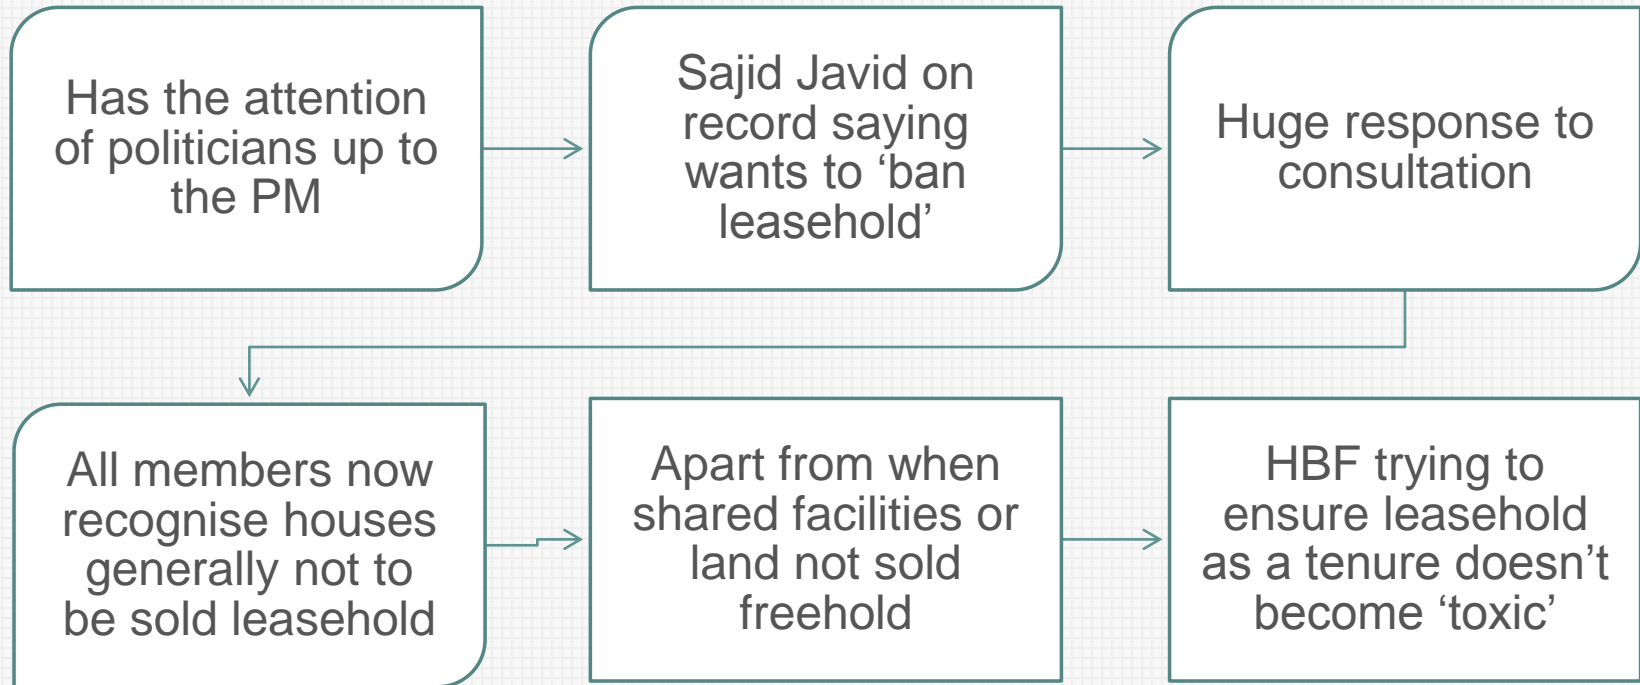 Has the attention
of politicians up to
the PM
Sajid Javid on
record saying
wants to ‘ban
leasehold’
Huge response to
consultation
All members now
recognise houses
generally not to
be sold leasehold
Apart from when
shared facilities or
land not sold
freehold
HBF trying to
ensure leasehold
as a tenure doesn’t
become ‘toxic’